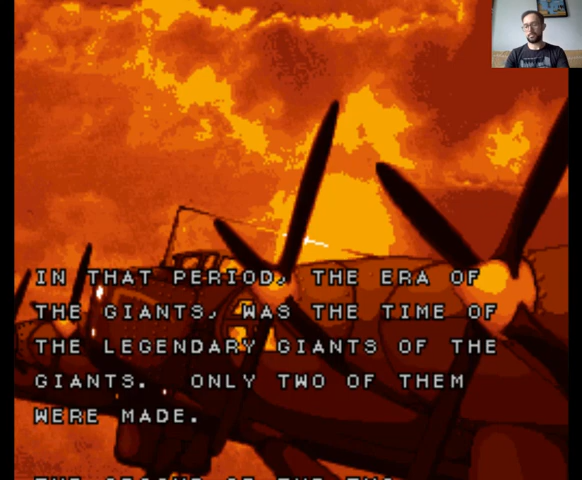 IN THAT PERIOD, THE ERA OF
THE GIANTS, WAS THE TIME OF
THE LEGENDARY GIANTS OF THE
GIANTS. ONLY TWO OF THEM
WERE MADE.